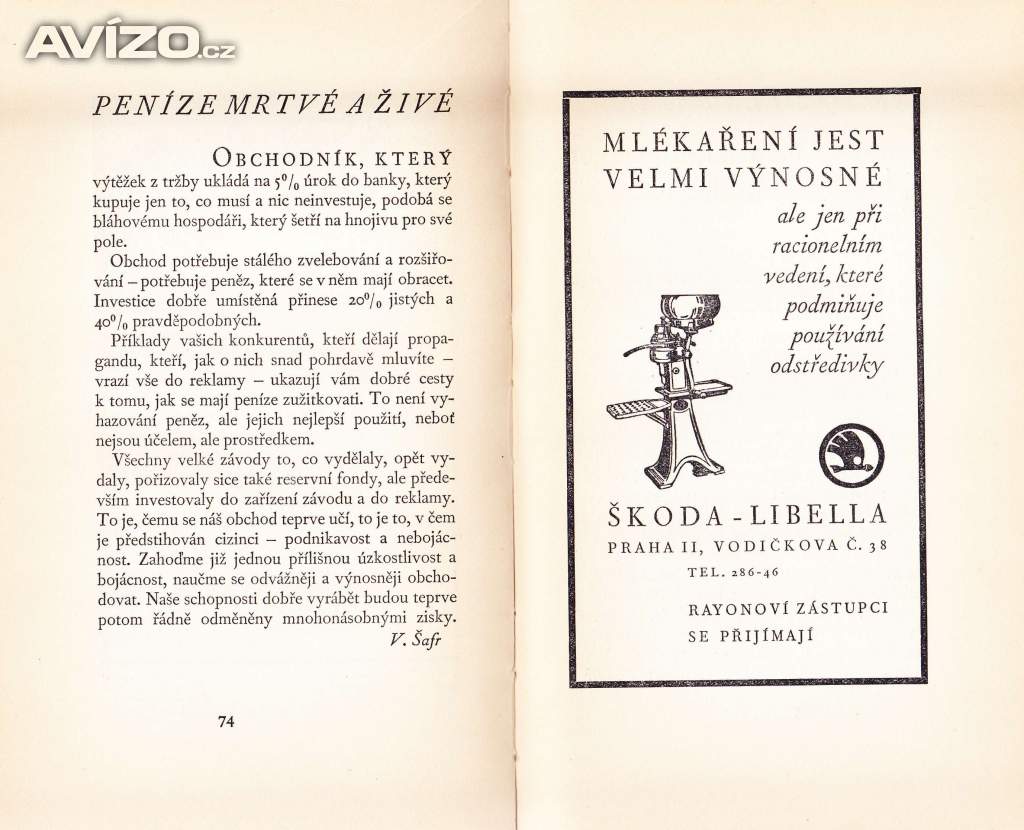 AVÍZO.cz
PENÍZE MRTVÉ A ŽIVÉ
OBCHODNÍK, KTERÝ
výtěžek z tržby ukládá na 5% úrok do banky, který
kupuje jen to, co musí a nic neinvestuje, podobá se
bláhovému hospodáři, který šetří na hnojivu pro své
pole.
Obchod potřebuje stálého zvelebování a rozšiřo-
vání – potřebuje peněz, které se v něm mají obracet.
Investice dobře umístěná přinese 20% jistých a
40% pravděpodobných.
Příklady vašich konkurentů, kteří dělají propa-
gandu, kteří, jak o nich snad pohrdavě mluvíte –
vrazí vše do reklamy – ukazují vám dobré cesty
k tomu, jak se mají peníze zužitkovati. To není vy-
hazování peněz, ale jejich nejlepší použití, neboť
nejsou účelem, ale prostředkem.
Všechny velké závody to, co vydělaly, opět vy-
daly, pořizovaly sice také reservní fondy, ale přede-
vším investovaly do zařízení závodu a do reklamy.
To je, čemu se náš obchod teprve učí, to je to, v čem
je předstihován cizinci – podnikavost a nebojác-
nost. Zahoďme již jednou přílišnou úzkostlivost a
bojácnost, naučme se odvážněji a výnosněji obcho-
dovat. Naše schopnosti dobře vyrábět budou teprve
potom řádně odměněny mnohonásobnými zisky.
V. Šafr
74
MLÉKAŘENÍ JEST
VELMI VÝNOSNÉ
ale jen při
racionelním
vedení, které
podmiňuje
používání
odstředivky
ŠKODA - LIBELLA
PRAHA II, VODIČKOVA Č. 38
TEL. 286-46
RAYONOVÍ ZÁSTUPCI
SE PŘIJÍMAJÍ